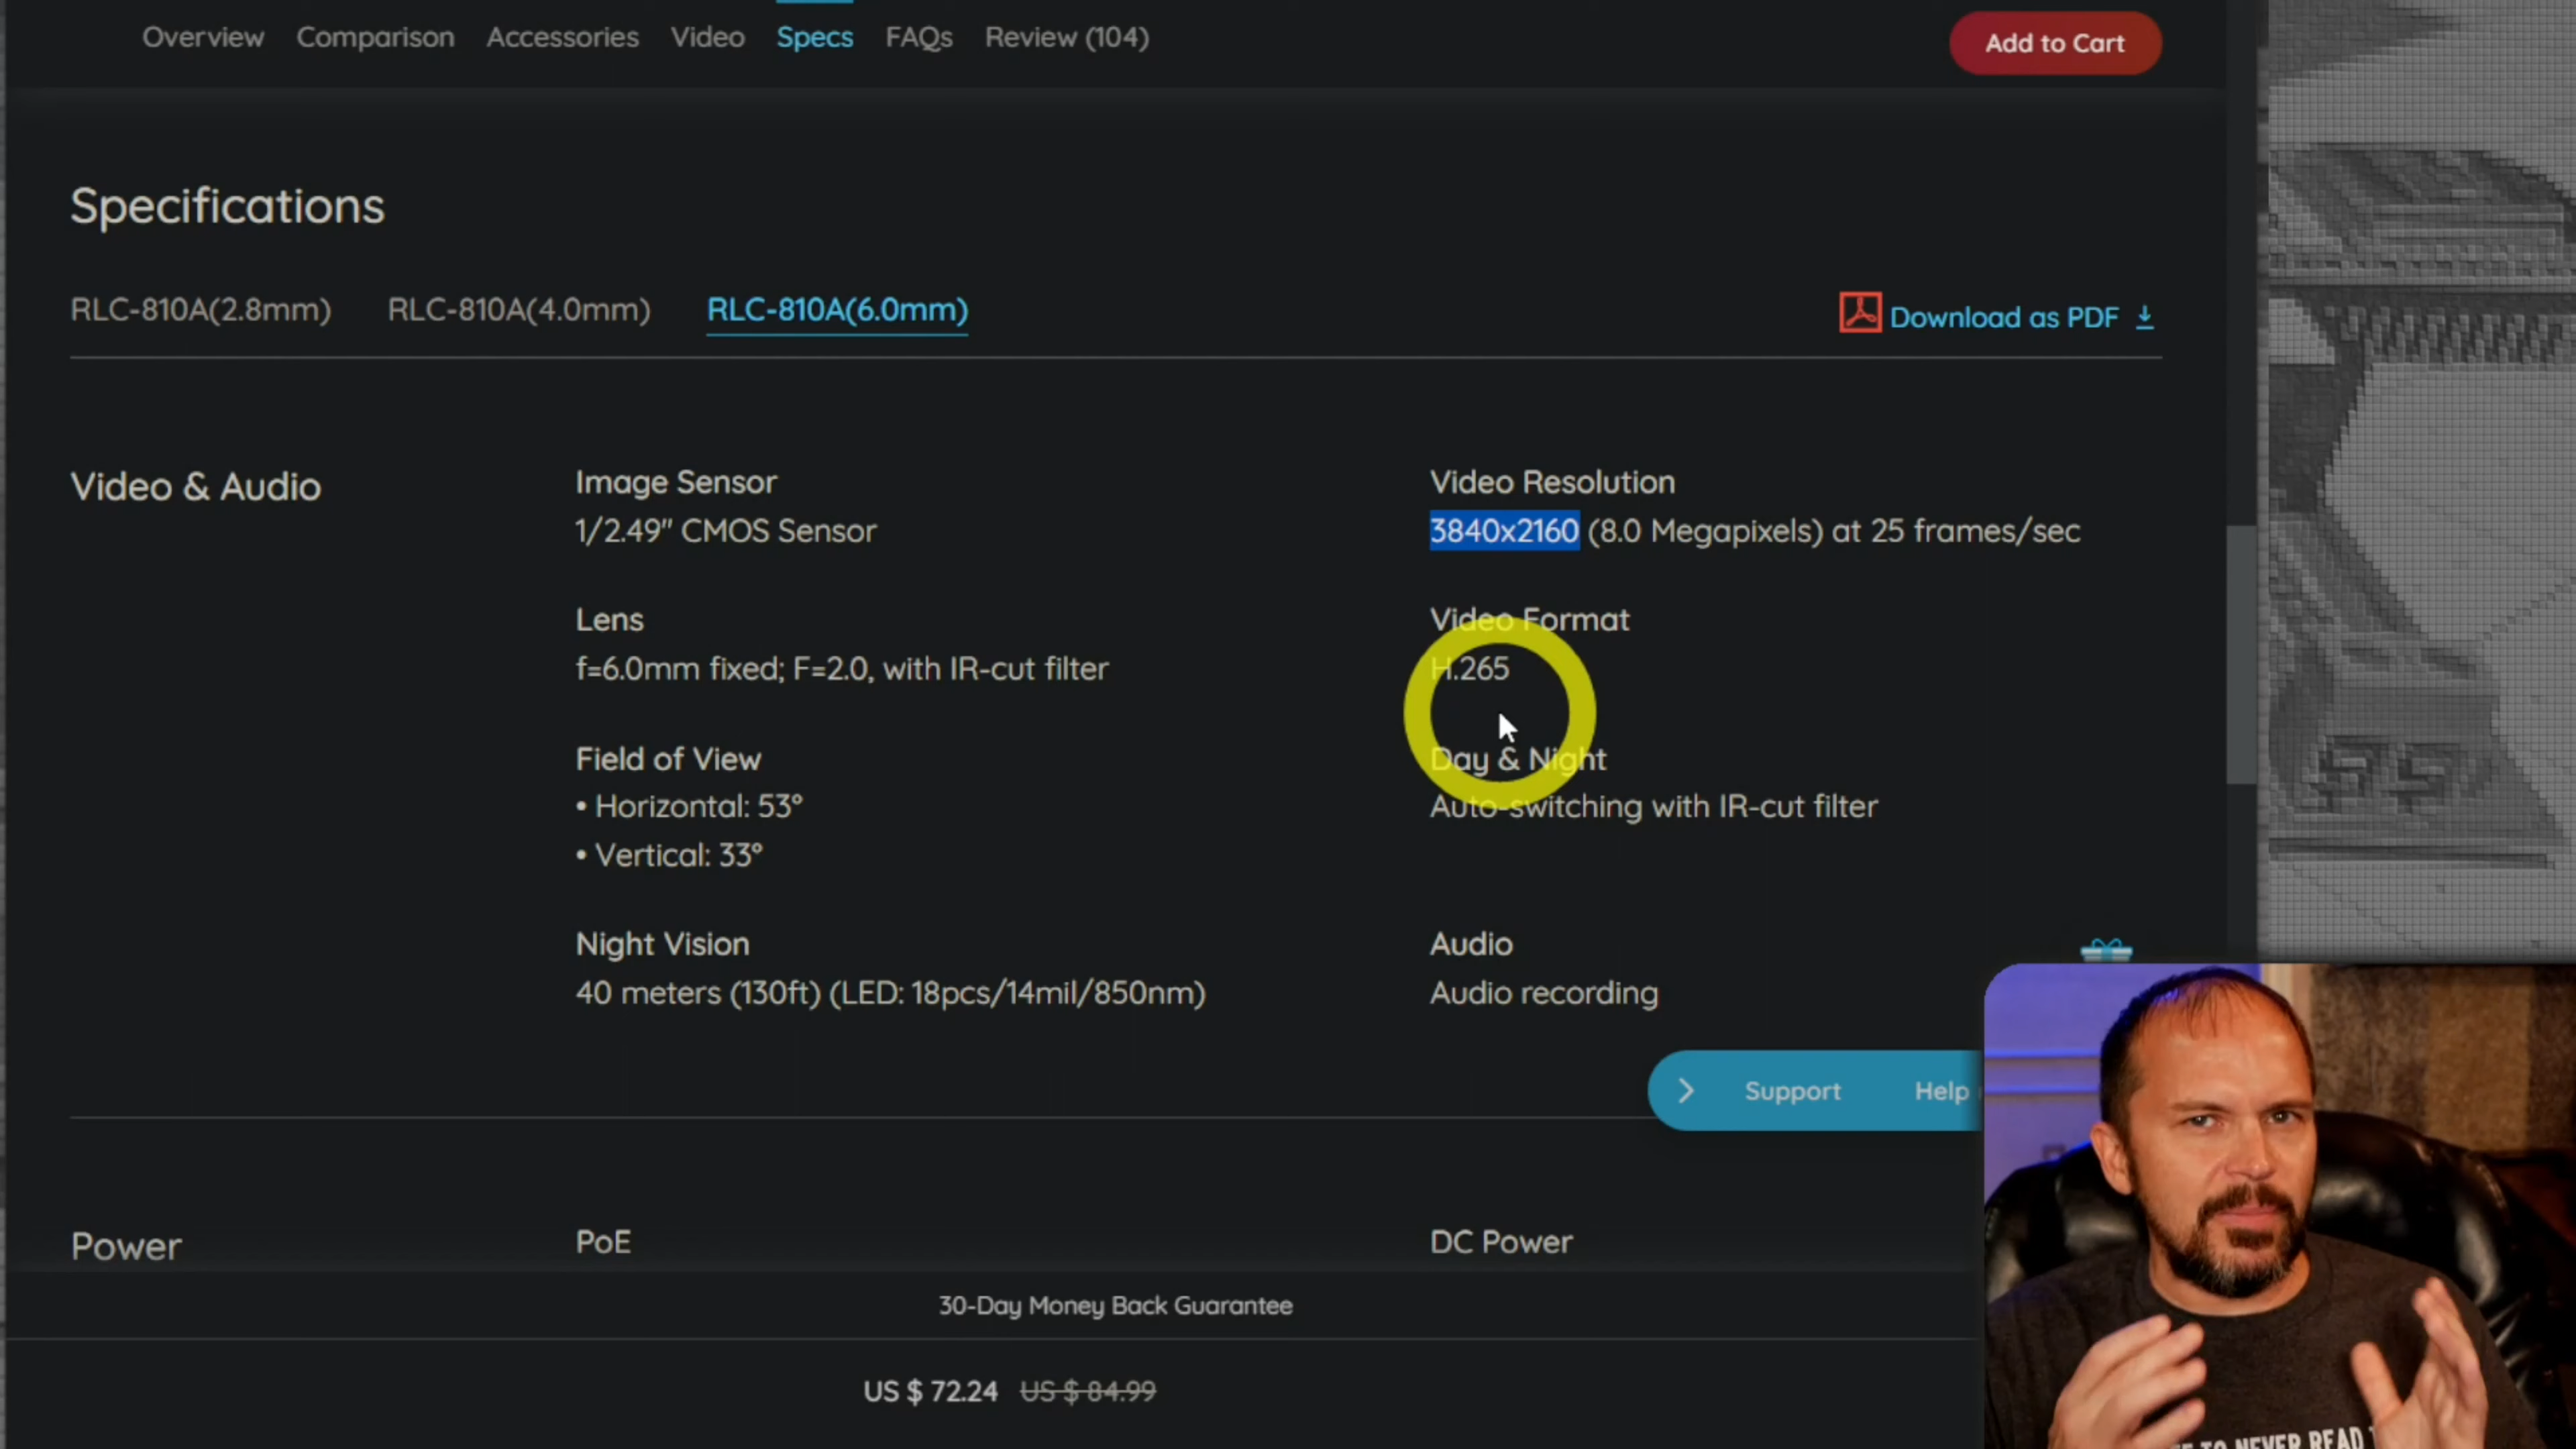 Overview Comparison Accessories Video Specs FAQs Review (104)
Add to Cart
Specifications
RLC-810A(2.8mm) RLC-810A(4.0mm) RLC-810A(6.0mm)
Download as PDF
Video & Audio
Image Sensor
1/2.49" CMOS Sensor
Video Resolution
3840x2160 (8.0 Megapixels) at 25 frames/sec
Lens
f=6.0mm fixed; F=2.0, with IR-cut filter
Video Format
H.265
Field of View
• Horizontal: 53°
• Vertical: 33°
Day & Night
Auto-switching with IR-cut filter
Night Vision
40 meters (130ft) (LED: 18pcs/14mil/850nm)
Audio
Audio recording
Support Help
Power
PoE
DC Power
30-Day Money Back Guarantee
US $ 72.24 US $ 84.99
TO NEVER READ